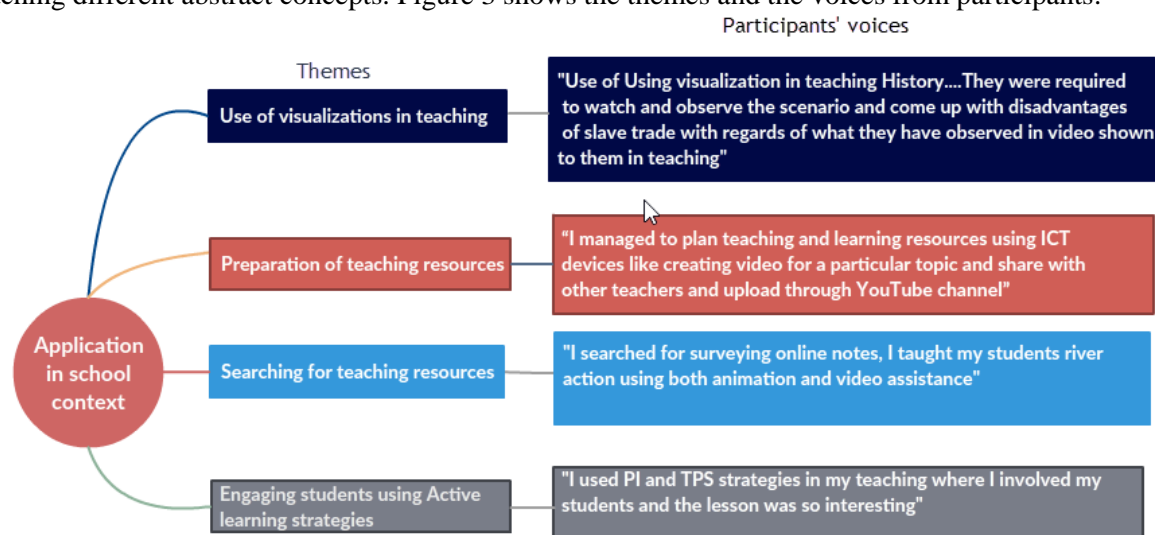 ching different abstract concepts. Figure 3 shows the themes and the voices from participants.
Participants' voices
Themes
Use of visualizations in teaching
"Use of Using visualization in teaching History....They were required
to watch and observe the scenario and come up with disadvantages
of slave trade with regards of what they have observed in video shown
to them in teaching"
Preparation of teaching resources
“I managed to plan teaching and learning resources using ICT
devices like creating video for a particular topic and share with
other teachers and upload through YouTube channel”
Application
in school
context
Searching for teaching resources
"I searched for surveying online notes, I taught my students river
action using both animation and video assistance"
Engaging students using Active
learning strategies
"I used PI and TPS strategies in my teaching where I involved my
students and the lesson was so interesting"